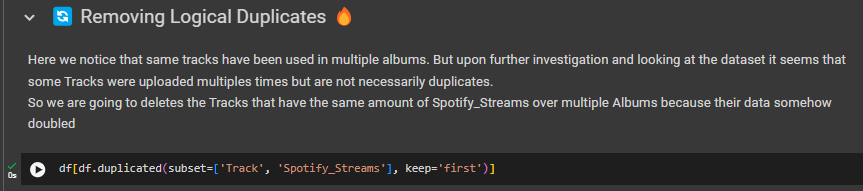 Removing Logical Duplicates
Here we notice that same tracks have been used in multiple albums. But upon further investigation and looking at the dataset it seems that
some Tracks were uploaded multiples times but are not necessarily duplicates.
So we are going to deletes the Tracks that have the same amount of Spotify_Streams over multiple Albums because their data somehow
doubled
0s
df[df.duplicated(subset=['Track', 'Spotify_Streams'], keep='first')]